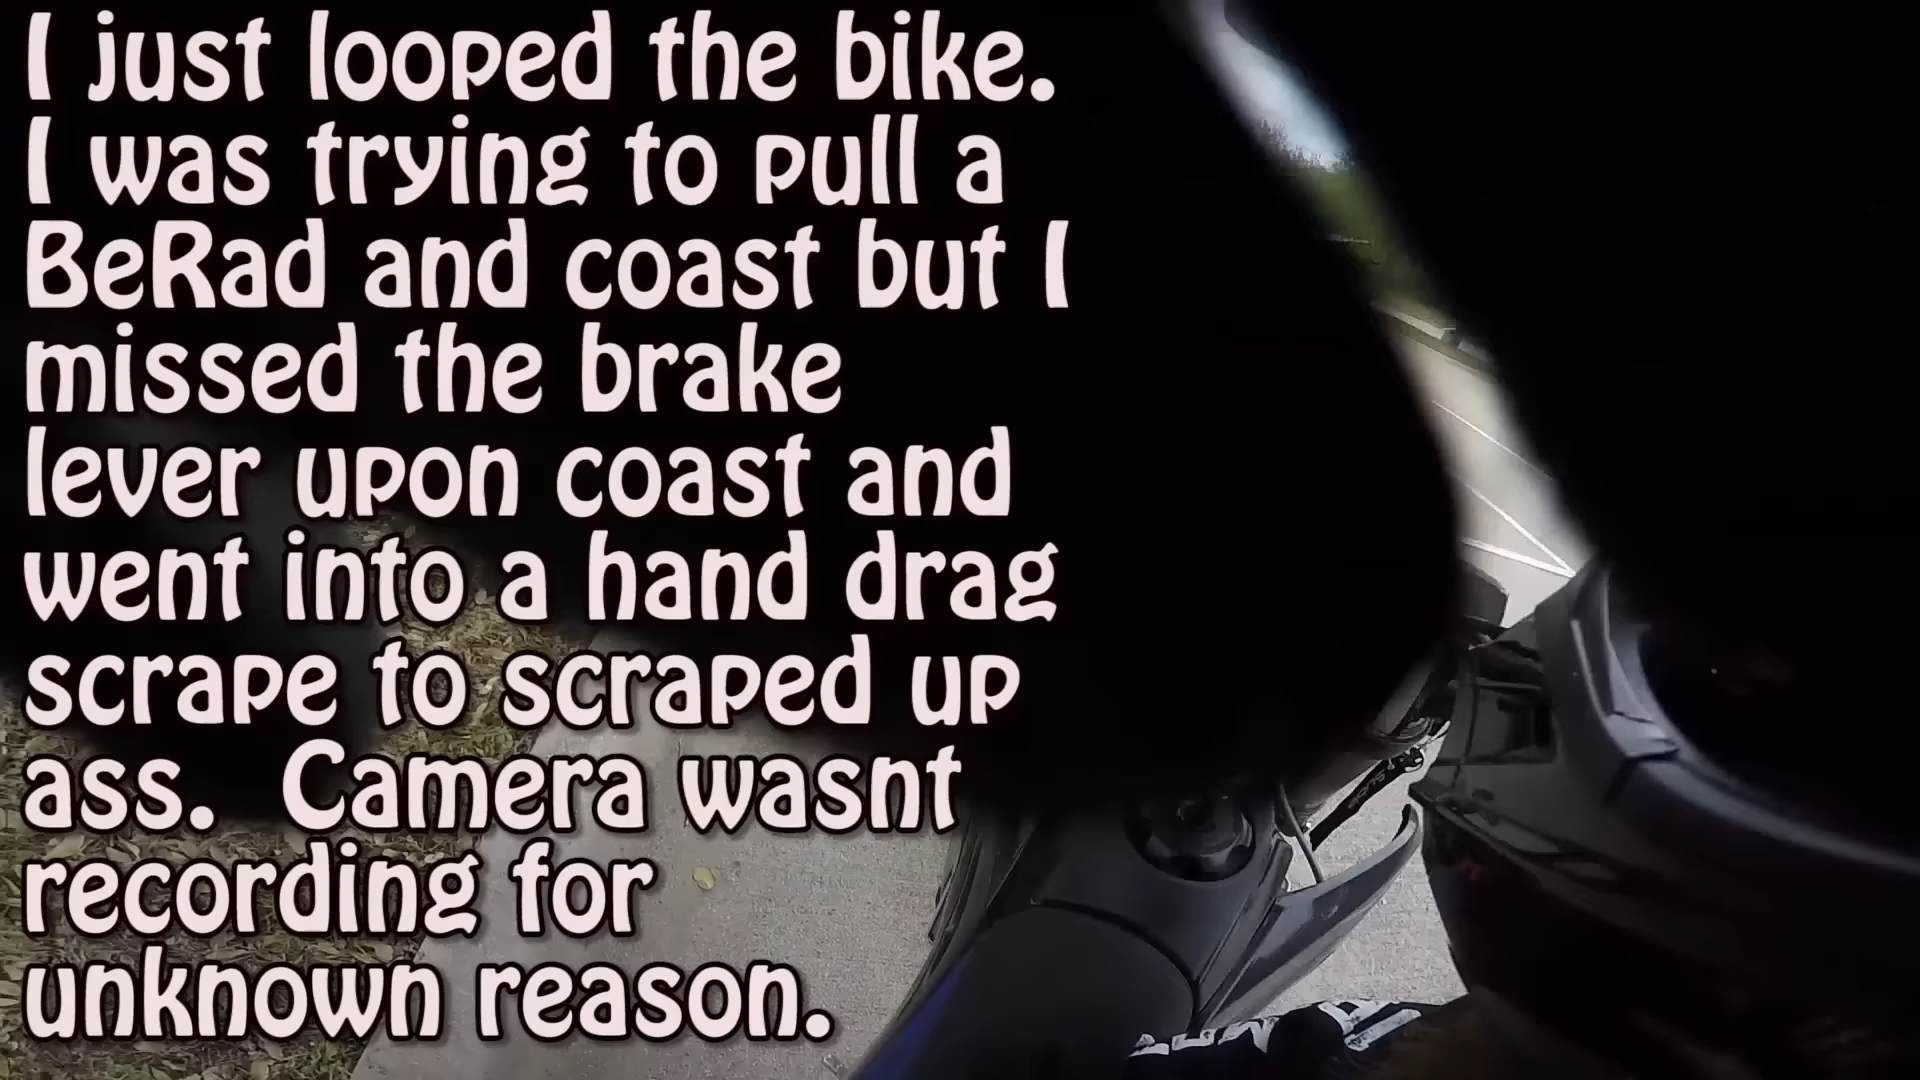 I just looped the bike.
I was trying to pull a
BeRad and coast but I
missed the brake
lever upon coast and
went into a hand drag
scrape to scraped up
ass.  Camera wasnt
recording for
unknown reason.